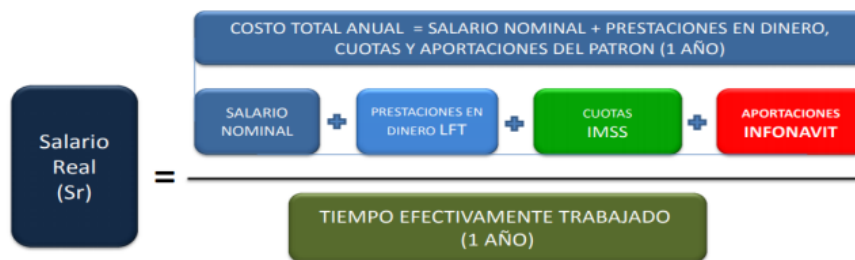 COSTO TOTAL ANUAL = SALARIO NOMINAL + PRESTACIONES EN DINERO,
CUOTAS Y APORTACIONES DEL PATRON (1 AÑO)
Salario
Real
(Sr)
=
SALARIO
NOMINAL
+
PRESTACIONES EN
DINERO LFT
+
CUOTAS
IMSS
+
APORTACIONES
INFONAVIT
TIEMPO EFECTIVAMENTE TRABAJADO
(1 AÑO)